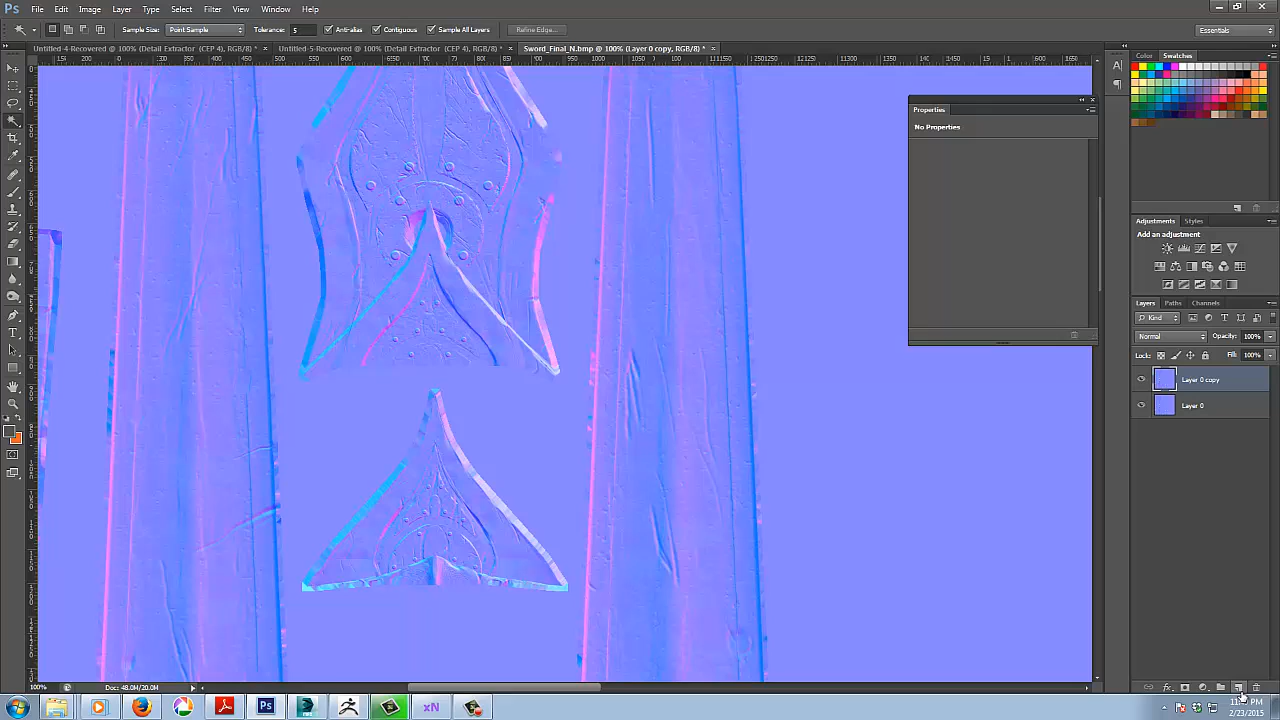 Ps File Edit Image Layer Type Select Filter View Window Help
Sample Size: Point Sample Tolerance: 5 Anti-alias Contiguous Sample All Layers Refine Edge... Essentials
Untitled-4-Recovered @ 100% (Detail Extractor (CEP 4), RGB/8) * × Untitled-5-Recovered @ 100% (Detail Extractor (CEP 4), RGB/8) * × Sword_Final_N.bmp @ 100% (Layer 0 copy, RGB/8) * ×
Color Swatches
Properties
No Properties
Adjustments Styles
Add an adjustment
Layers Paths Channels
Kind
Normal Opacity: 100%
Lock: Fill: 100%
Layer 0 copy
Layer 0
100% Doc: 48.0M/20.0M
Ps xN
2/23/2015